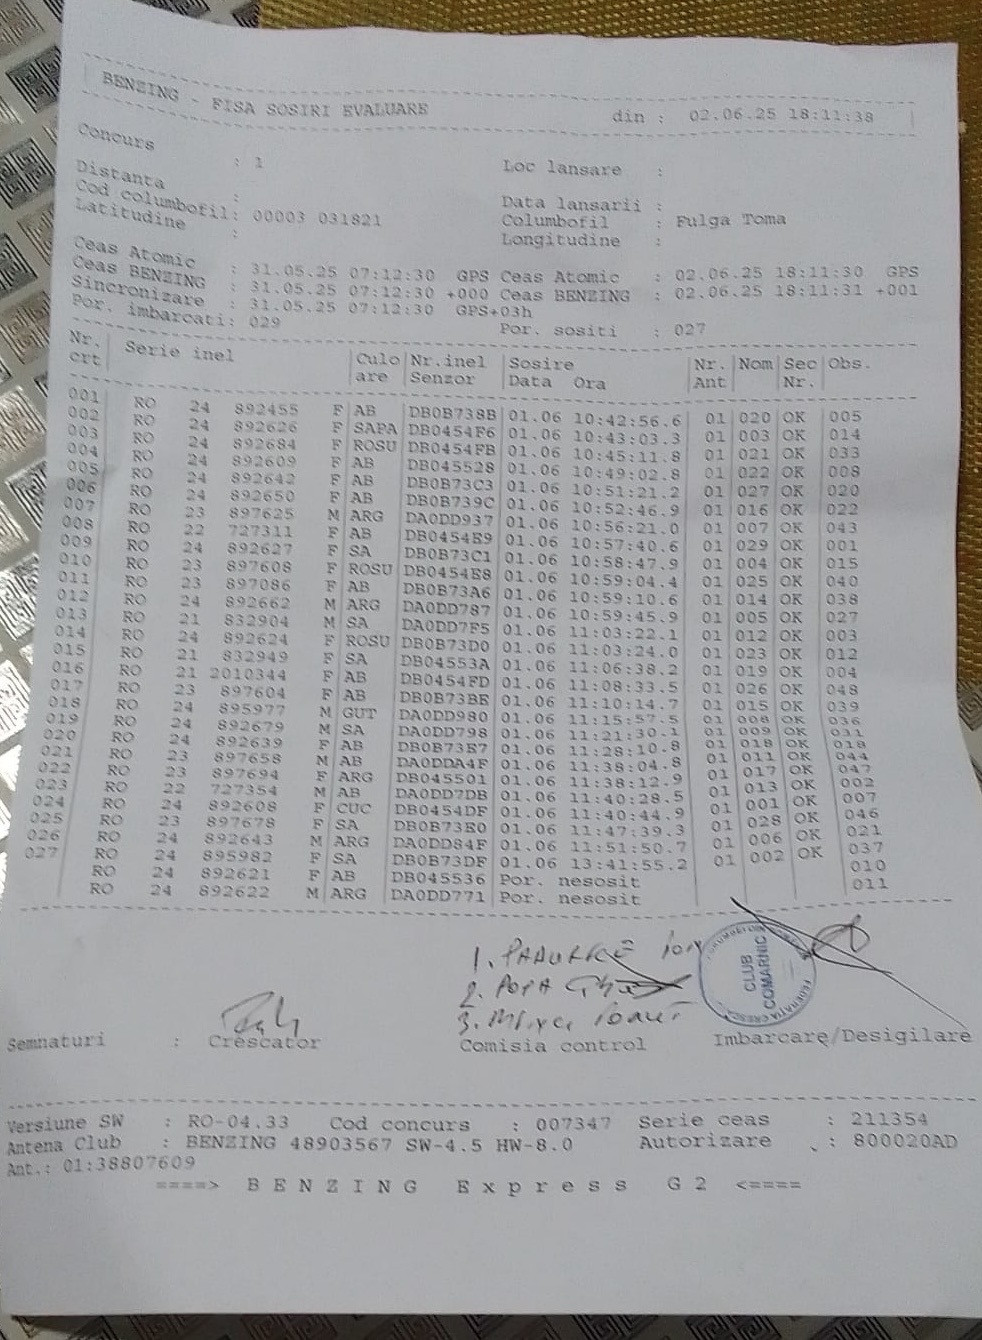 BENZING - FISA SOSIRI EVALUARE din : 02.06.25 18:11:38
Concurs : 1 Loc lansare :
Distanta : Data lansarii :
Cod columbofil: 00003 031821 Columbofil : Fulga Toma
Latitudine : Longitudine :
Ceas Atomic : 31.05.25 07:12:30 GPS Ceas Atomic : 02.06.25 18:11:30 GPS
Ceas BENZING : 31.05.25 07:12:30 +000 Ceas BENZING : 02.06.25 18:11:31 +001
Sincronizare : 31.05.25 07:12:30 GPS+03h
Por. imbarcati: 029 Por. sositi : 027
Nr. Serie inel Culo Nr.inel Sosire Nr. Nom Sec Obs.
crt are Senzor Data Ora Ant Nr.
001 RO 24 892455 F AB DB0B738B 01.06 10:42:56.6 01 020 OK 005
002 RO 24 892626 F SAPA DB0454F6 01.06 10:43:03.3 01 003 OK 014
003 RO 24 892684 F ROSU DB0454FB 01.06 10:45:11.8 01 021 OK 033
004 RO 24 892609 F AB DB045528 01.06 10:49:02.8 01 022 OK 008
005 RO 24 892642 F AB DB0B73C3 01.06 10:51:21.2 01 027 OK 020
006 RO 24 892650 F AB DB0B739C 01.06 10:52:46.9 01 016 OK 022
007 RO 23 897625 M ARG DA0DD937 01.06 10:56:21.0 01 007 OK 043
008 RO 22 727311 F AB DB0454E9 01.06 10:57:40.6 01 029 OK 001
009 RO 24 892627 F SA DB0B73C1 01.06 10:58:47.9 01 004 OK 015
010 RO 23 897608 F ROSU DB0454E8 01.06 10:59:04.4 01 025 OK 040
011 RO 23 897086 F AB DB0B73A6 01.06 10:59:10.6 01 014 OK 038
012 RO 24 892662 M ARG DA0DD787 01.06 10:59:45.9 01 005 OK 027
013 RO 21 832904 M SA DA0DD7F5 01.06 11:03:22.1 01 012 OK 003
014 RO 24 892624 F ROSU DB0B73D0 01.06 11:03:24.0 01 023 OK 012
015 RO 21 832949 F SA DB04553A 01.06 11:06:38.2 01 019 OK 004
016 RO 21 2010344 F AB DB0454FD 01.06 11:08:33.5 01 026 OK 048
017 RO 23 897604 F AB DB0B73BE 01.06 11:10:14.7 01 015 OK 039
018 RO 24 895977 M GUT DA0DD980 01.06 11:15:57.5 01 008 OK 036
019 RO 24 892679 M SA DA0DD798 01.06 11:21:30.1 01 009 OK 031
020 RO 24 892639 F AB DB0B73E7 01.06 11:28:10.8 01 018 OK 018
021 RO 23 897658 M AB DA0DDA4F 01.06 11:38:04.8 01 011 OK 044
022 RO 23 897694 F ARG DB045501 01.06 11:38:12.9 01 017 OK 047
023 RO 22 727354 M AB DA0DD7DB 01.06 11:40:28.5 01 013 OK 002
024 RO 24 892608 F CUC DB0454DF 01.06 11:40:44.9 01 001 OK 007
025 RO 23 897678 F SA DB0B73E0 01.06 11:47:39.3 01 028 OK 046
026 RO 24 892643 M ARG DA0DD84F 01.06 11:51:50.7 01 006 OK 021
027 RO 24 895982 F SA DB0B73DF 01.06 13:41:55.2 01 002 OK 037
RO 24 892621 F AB DB045536 Por. nesosit 010
RO 24 892622 M ARG DA0DD771 Por. nesosit 011
1. ion
2. POPA
3.
CLUB
COMARNIC
Semnaturi : Crescator Comisia control Imbarcare/Desigilare
Versiune SW : RO-04.33 Cod concurs : 007347 Serie ceas : 211354
Antena Club : BENZING 48903567 SW-4.5 HW-8.0 Autorizare : 800020AD
Ant.: 01:38807609
====> B E N Z I N G E x p r e s s G 2 <====